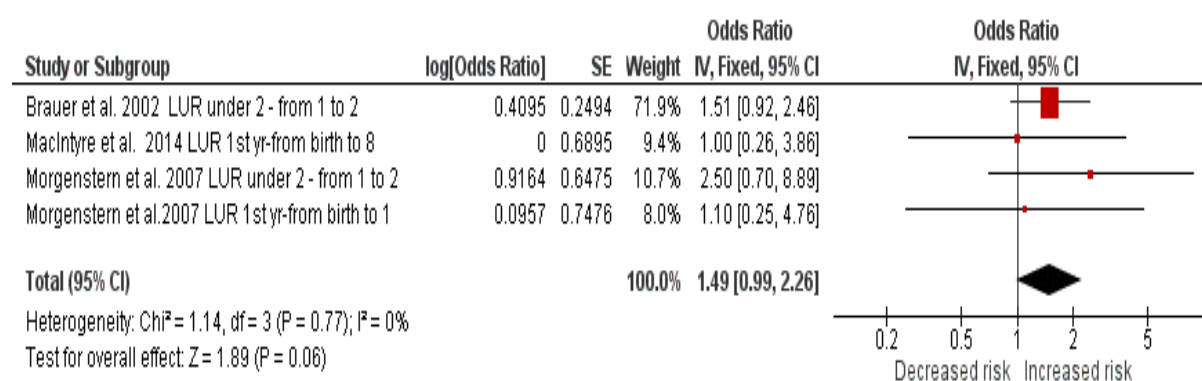 Odds Ratio Odds Ratio
Study or Subgroup log[Odds Ratio] SE Weight IV, Fixed, 95% CI IV, Fixed, 95% CI
Brauer et al. 2002 LUR under 2 - from 1 to 2 0.4095 0.2494 71.9% 1.51 [0.92, 2.46]
MacIntyre et al. 2014 LUR 1st yr-from birth to 8 0 0.6895 9.4% 1.00 [0.26, 3.86]
Morgenstern et al. 2007 LUR under 2 - from 1 to 2 0.9164 0.6475 10.7% 2.50 [0.70, 8.89]
Morgenstern et al.2007 LUR 1st yr-from birth to 1 0.0957 0.7476 8.0% 1.10 [0.25, 4.76]
Total (95% CI) 100.0% 1.49 [0.99, 2.26]
Heterogeneity: Chi² = 1.14, df = 3 (P = 0.77); I² = 0%
Test for overall effect: Z = 1.89 (P = 0.06)
0.2 0.5 1 2 5
Decreased risk Increased risk